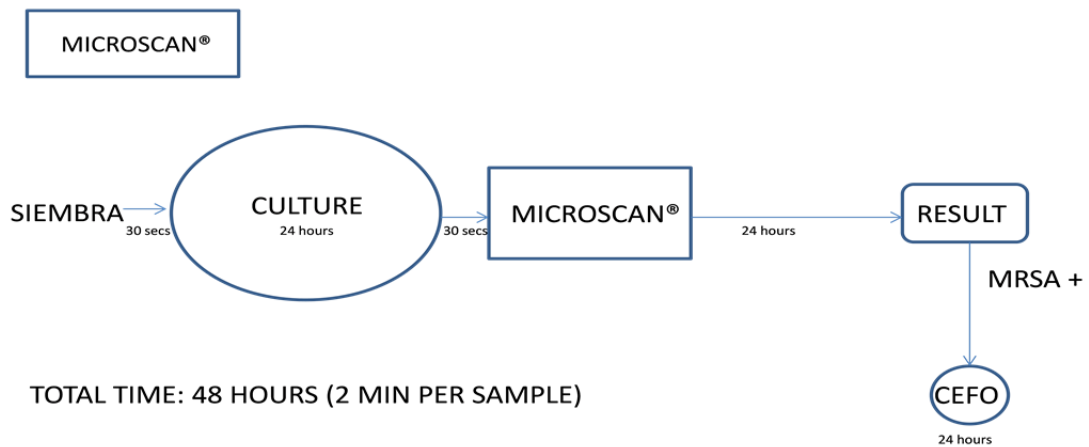 MICROSCAN®
SIEMBRA
30 secs
CULTURE
24 hours
30 secs
MICROSCAN®
24 hours
RESULT
MRSA +
TOTAL TIME: 48 HOURS (2 MIN PER SAMPLE)
CEFO
24 hours